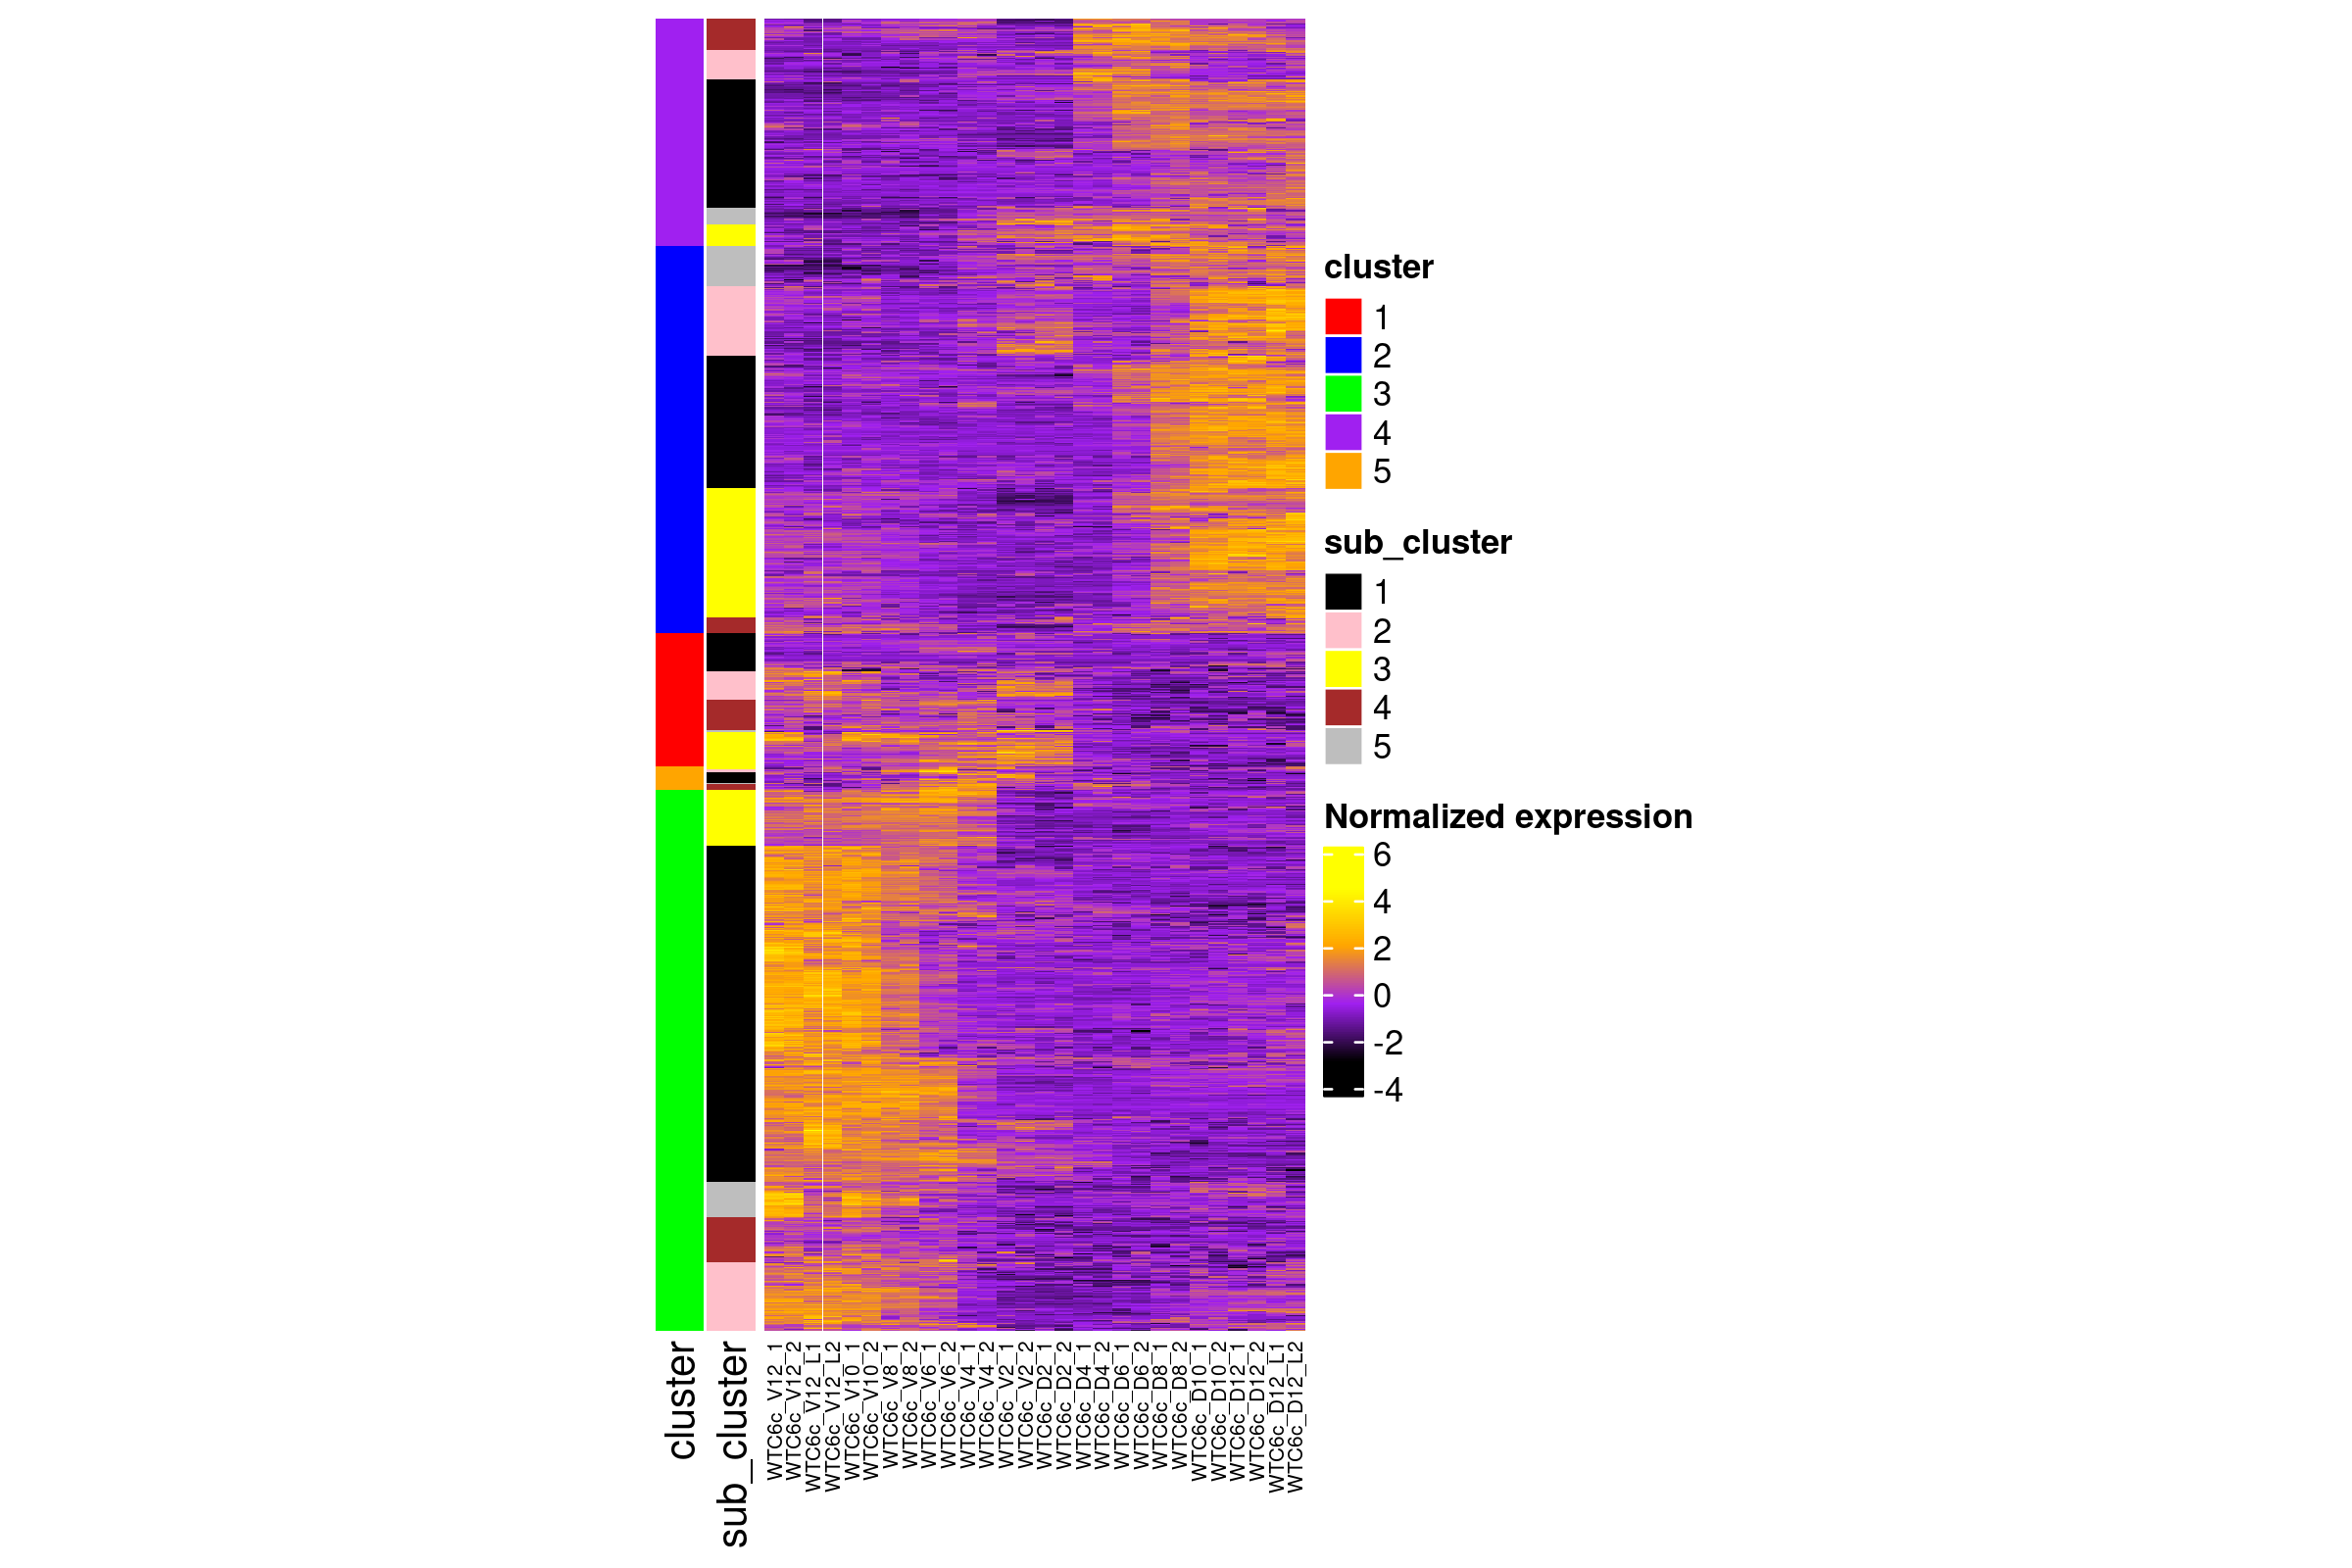 cluster
1
2
3
4
5
sub_cluster
1
2
3
4
5
Normalized expression
6
4
2
0
-2
-4
cluster
sub_cluster
WTC6c_V12_1
WTC6c_V12_2
WTC6c_V12_L1
WTC6c_V12_L2
WTC6c_V10_1
WTC6c_V10_2
WTC6c_V8_1
WTC6c_V8_2
WTC6c_V6_1
WTC6c_V6_2
WTC6c_V4_1
WTC6c_V4_2
WTC6c_V2_1
WTC6c_V2_2
WTC6c_D2_1
WTC6c_D2_2
WTC6c_D4_1
WTC6c_D4_2
WTC6c_D6_1
WTC6c_D6_2
WTC6c_D8_1
WTC6c_D8_2
WTC6c_D10_1
WTC6c_D10_2
WTC6c_D12_1
WTC6c_D12_2
WTC6c_D12_L1
WTC6c_D12_L2